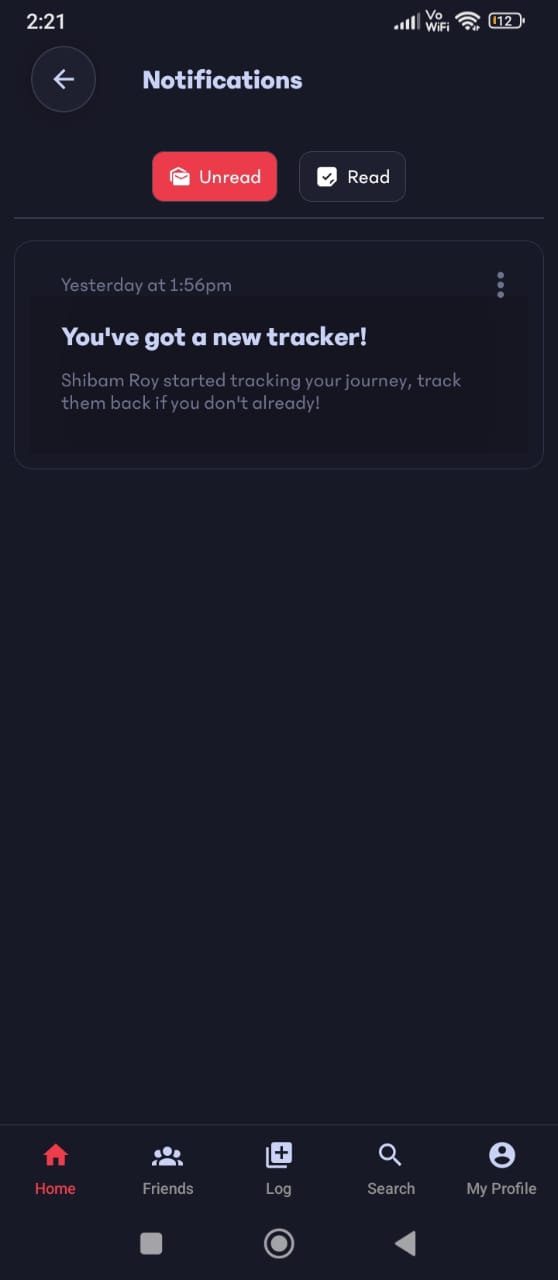 2:21
Vo
WiFi
12
Notifications
Unread
Read
Yesterday at 1:56pm
You've got a new tracker!
Shibam Roy started tracking your journey, track
them back if you don't already!
Home
Friends
Log
Search
My Profile